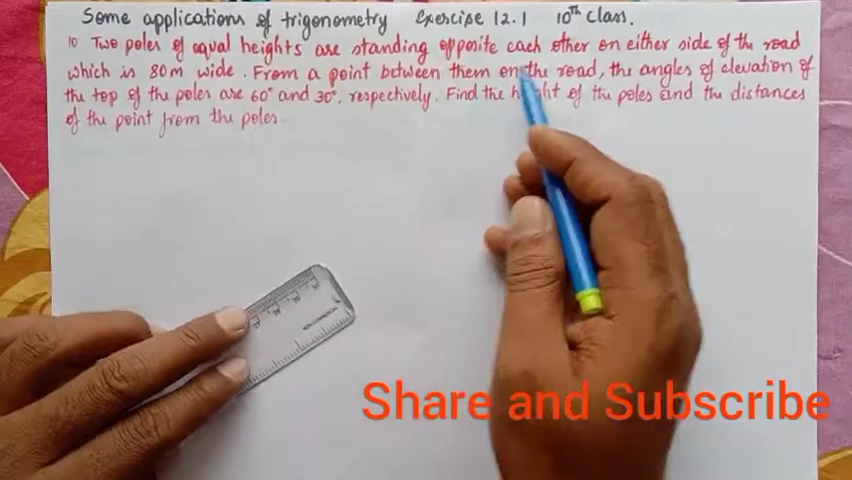 Some applications of trigonometry Exercise 12.1 10th class.
10 Two poles of equal heights are standing opposite each other on either side of the road
which is 80m wide. From a point between them on the road, the angles of elevation of
the top of the poles are 60° and 30°, respectively. Find the height of the poles and the distances
of the point from the poles.
Share and Subscribe